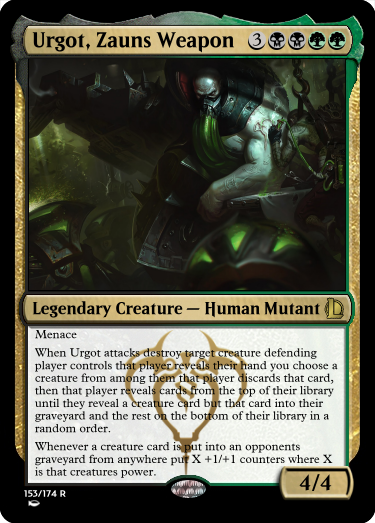 Urgot, Zauns Weapon 3
Legendary Creature — Human Mutant
Menace
When Urgot attacks destroy target creature defending
player controls that player reveals their hand you choose a
creature from among them that player discards that card,
then that player reveals cards from the top of their library
until they reveal a creature card but that card into their
graveyard and the rest on the bottom of their library in a
random order.
Whenever a creature card is put into an opponents
graveyard from anywhere put X +1/+1 counters where X
is that creatures power.
4/4
153/174 R